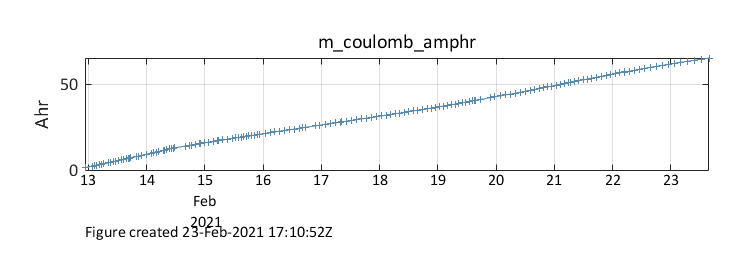 m_coulomb_amphr
Ahr
50
0
13 14 15 16 17 18 19 20 21 22 23
Feb
2021
Figure created 23-Feb-2021 17:10:52Z